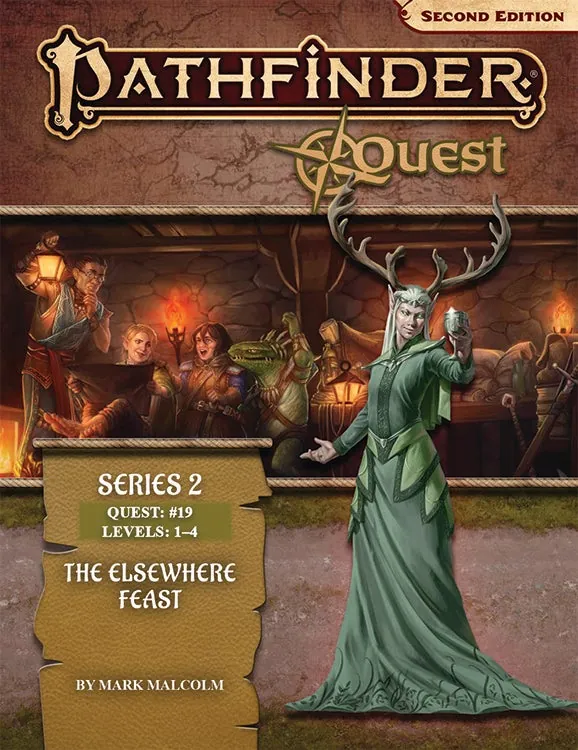 SECOND EDITION
PATHFINDER®
QUEST
SERIES 2
QUEST: #19
LEVELS: 1–4
THE ELSEWHERE
FEAST
BY MARK MALCOLM